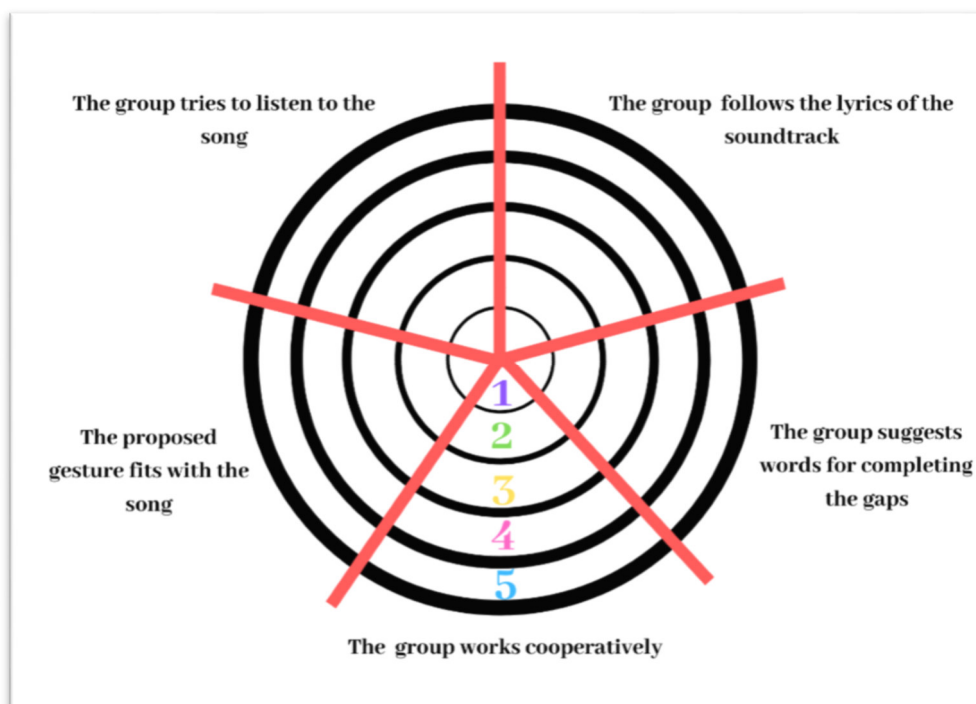 The group tries to listen to the
song
The group follows the lyrics of the
soundtrack
The proposed
gesture fits with the
song
The group suggests
words for completing
the gaps
1
2
3
4
5
The group works cooperatively